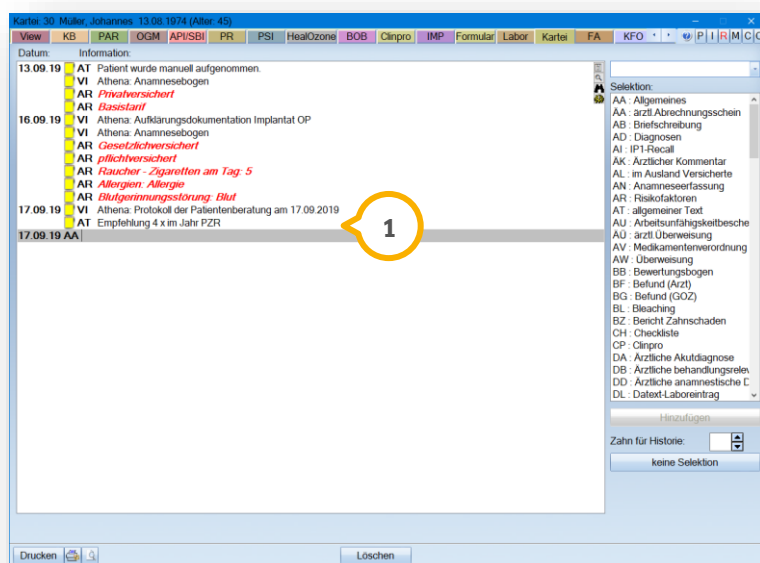 Kartei 30 Müller, Johannes 13.08.1974 (Alter: 45)
View KB PAR OGM API/SBI PR PSI HealOzone BOB Clinpro IMP Formular Labor Kartei FA KFO P I R M C C
Datum: Information:
13.09.19 AT Patient wurde manuell aufgenommen.
VI Athena: Anamnesebogen
AR Privatversichert
AR Basistarif
16.09.19 VI Athena: Aufklärungsdokumentation Implantat OP
VI Athena: Anamnesebogen
AR Gesetzlichversichert
AR pflichtversichert
AR Raucher - Zigaretten am Tag: 5
AR Allergien: Allergie
AR Blutgerinnungsstörung: Blut
17.09.19 VI Athena: Protokoll der Patientenberatung am 17.09.2019
AT Empfehlung 4 x im Jahr PZR
17.09.19 AA
1
Selektion:
AA : Allgemeines
ÄA : ärztl.Abrechnungsschein
AB : Briefschreibung
AD : Diagnosen
AI : IP1-Recall
ÄK : Ärztlicher Kommentar
AL : im Ausland Versicherte
AN : Anamneseerfassung
AR : Risikofaktoren
AT : allgemeiner Text
AU : Arbeitsunfähigkeitbesche
ÄÜ : ärztl.Überweisung
AV : Medikamentenverordnung
AW : Überweisung
BB : Bewertungsbogen
BF : Befund (Arzt)
BG : Befund (GOZ)
BL : Bleaching
BZ : Bericht Zahnschaden
CH : Checkliste
CP : Clinpro
DA : Ärztliche Akutdiagnose
DB : Ärztliche behandlungsrelev
DD : Ärztliche anamnestische D
DL : Datext-Laboreintrag
Hinzufügen
Zahn für Historie:
keine Selektion
Drucken
Löschen